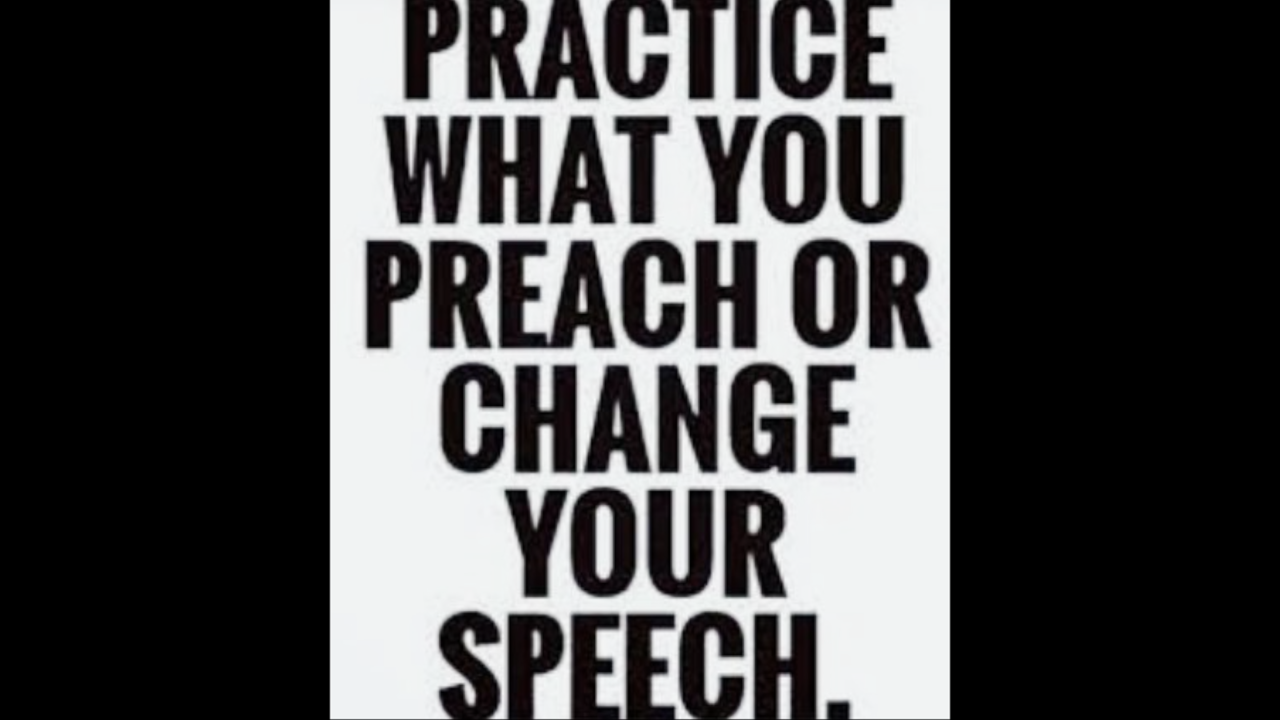 PRACTICE
WHAT YOU
PREACH OR
CHANGE
YOUR
SPEECH.